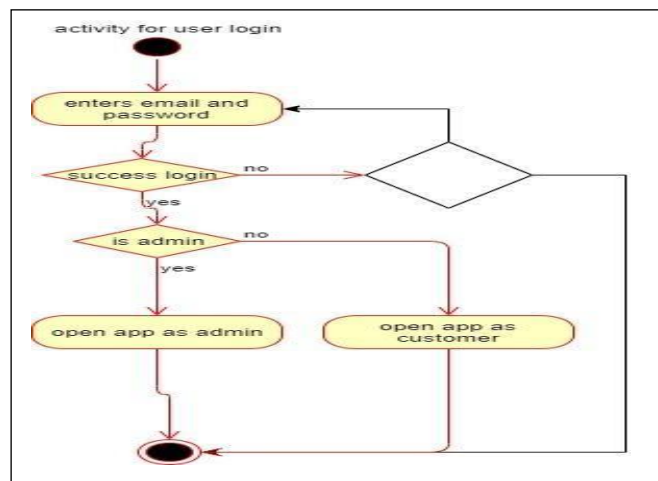 activity for user login
enters email and
password
success login
no
yes
is admin
no
yes
open app as admin
open app as
customer